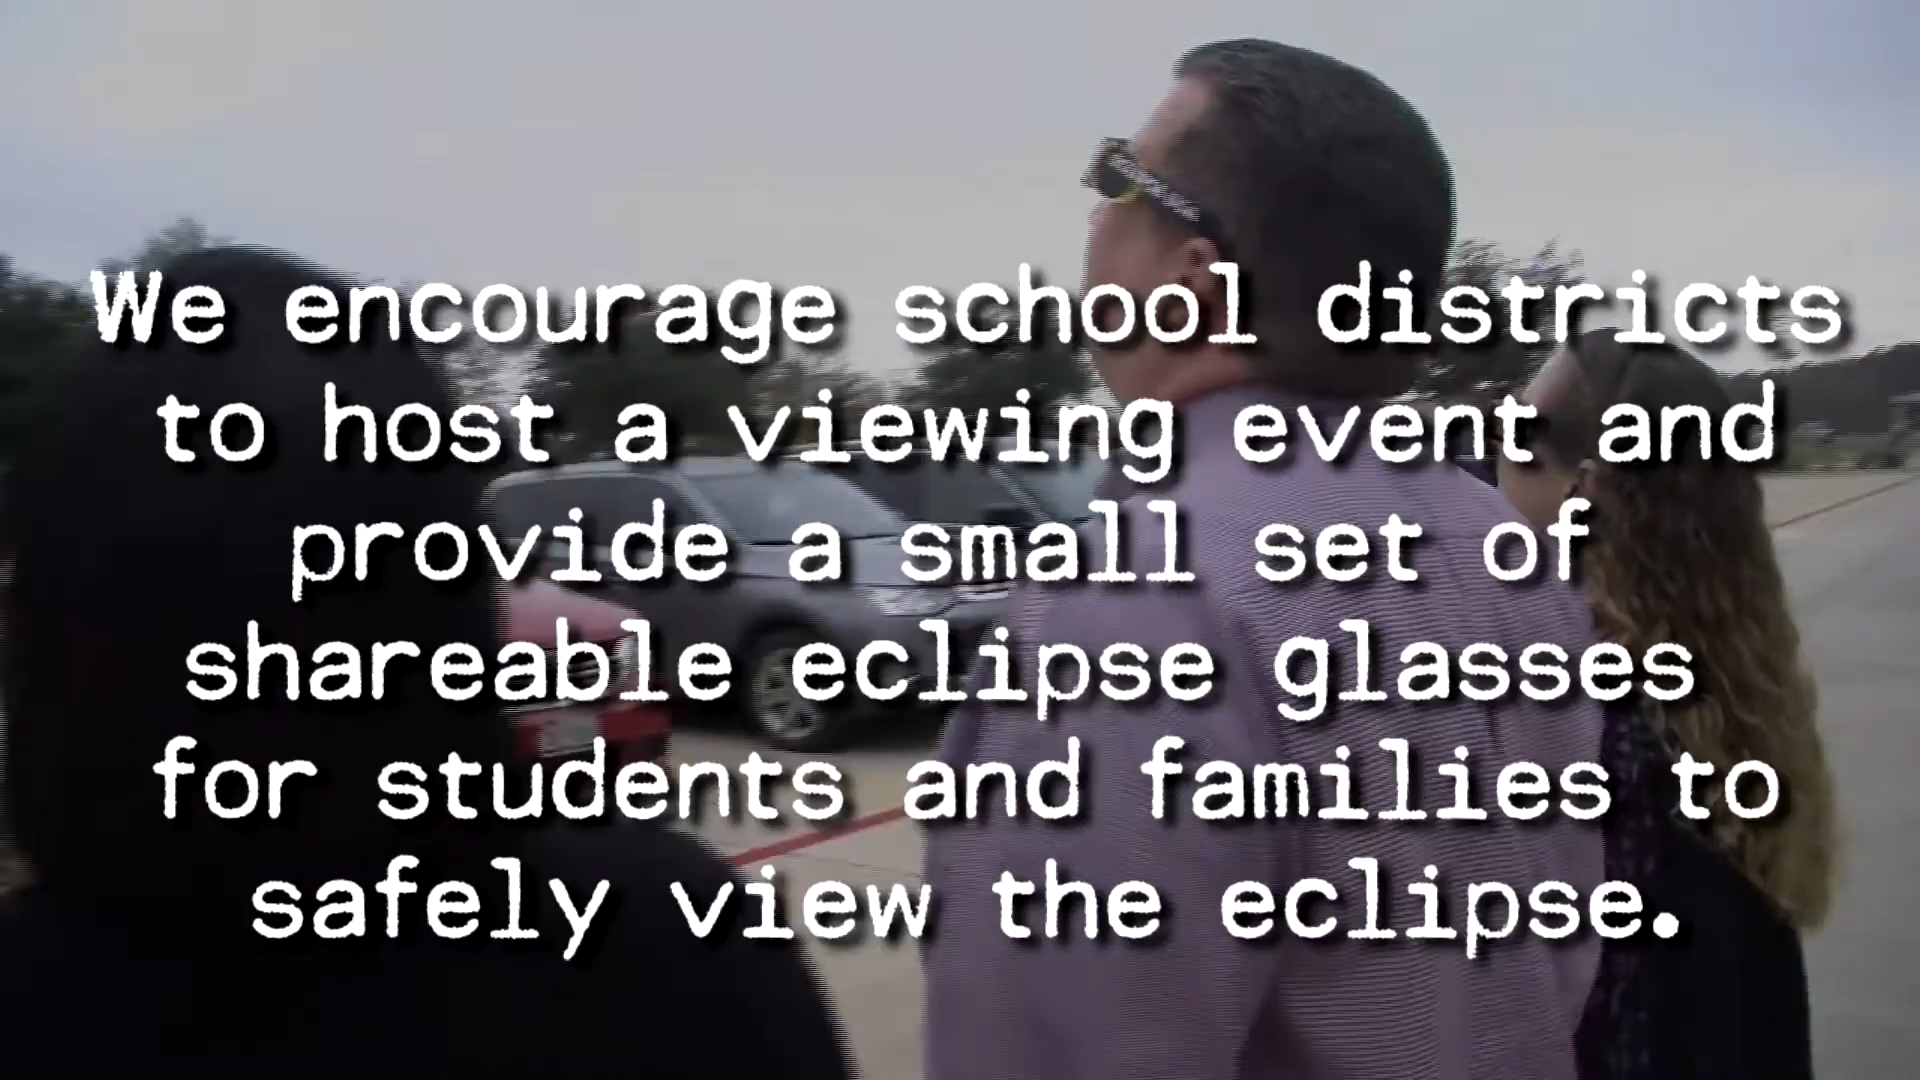 We encourage school districts
to host a viewing event and
provide a small set of
shareable eclipse glasses
for students and families to
safely view the eclipse.